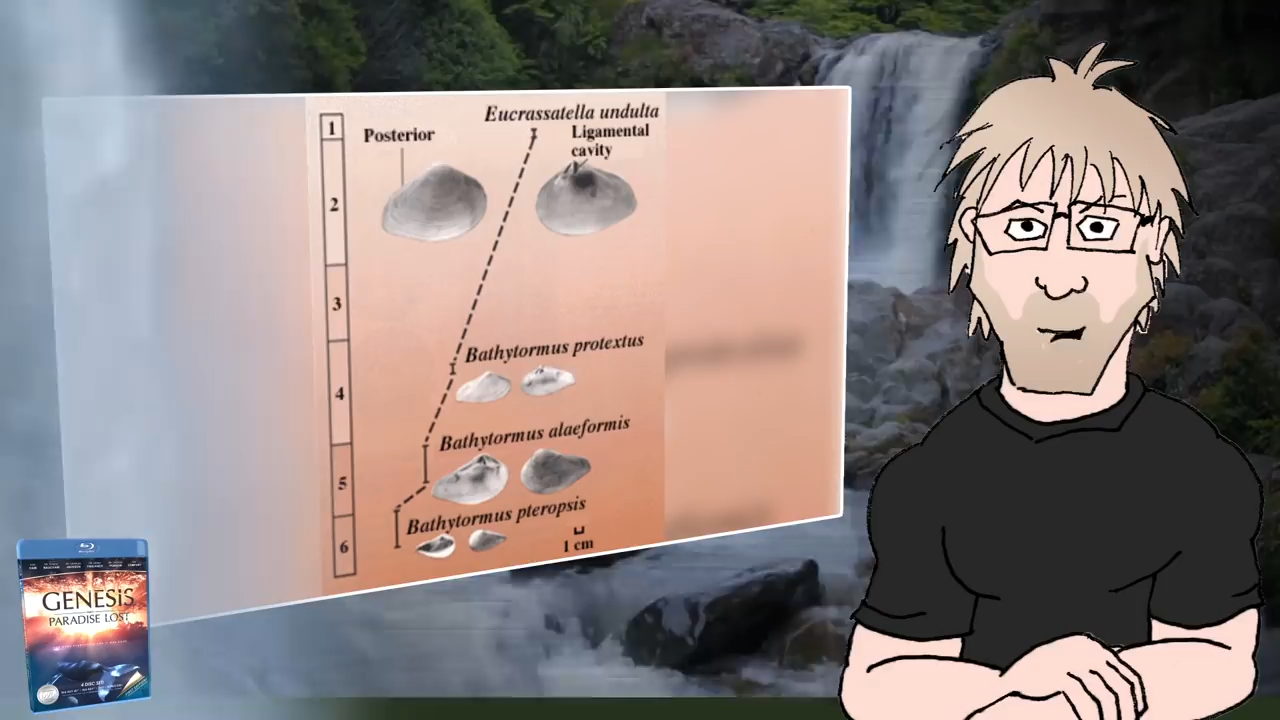 Eucrassatella undulta
1
Posterior
Ligamental
cavity
2
3
Bathytormus protextus
4
Bathytormus alaeformis
5
Bathytormus pteropsis
6
1 cm
GENESIS
PARADISE LOST